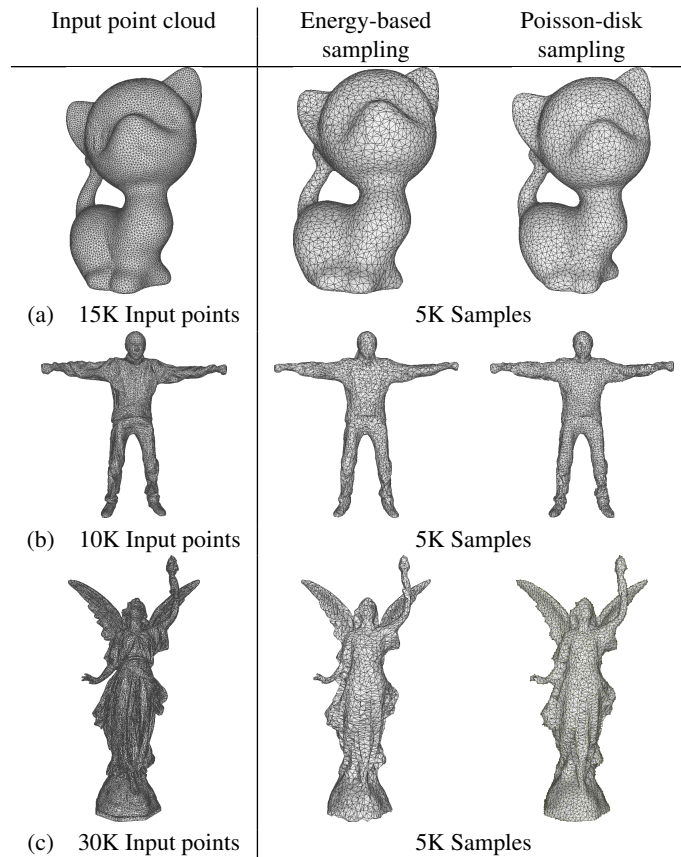 Input point cloud
Energy-based
sampling
Poisson-disk
sampling
(a) 15K Input points
5K Samples
(b) 10K Input points
5K Samples
(c) 30K Input points
5K Samples